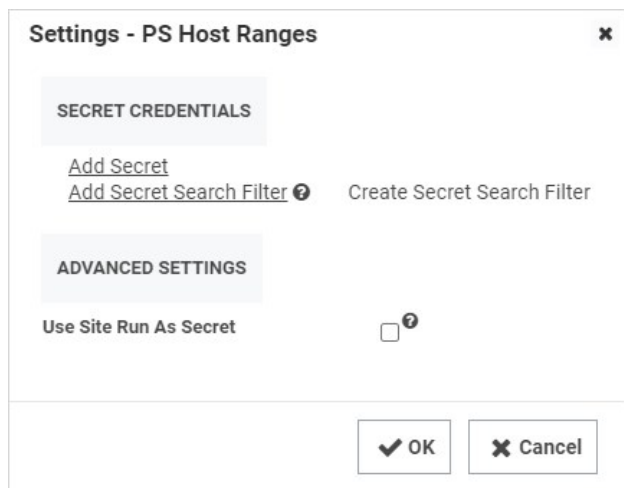 Settings - PS Host Ranges
SECRET CREDENTIALS
Add Secret
Add Secret Search Filter Create Secret Search Filter
ADVANCED SETTINGS
Use Site Run As Secret
OK Cancel